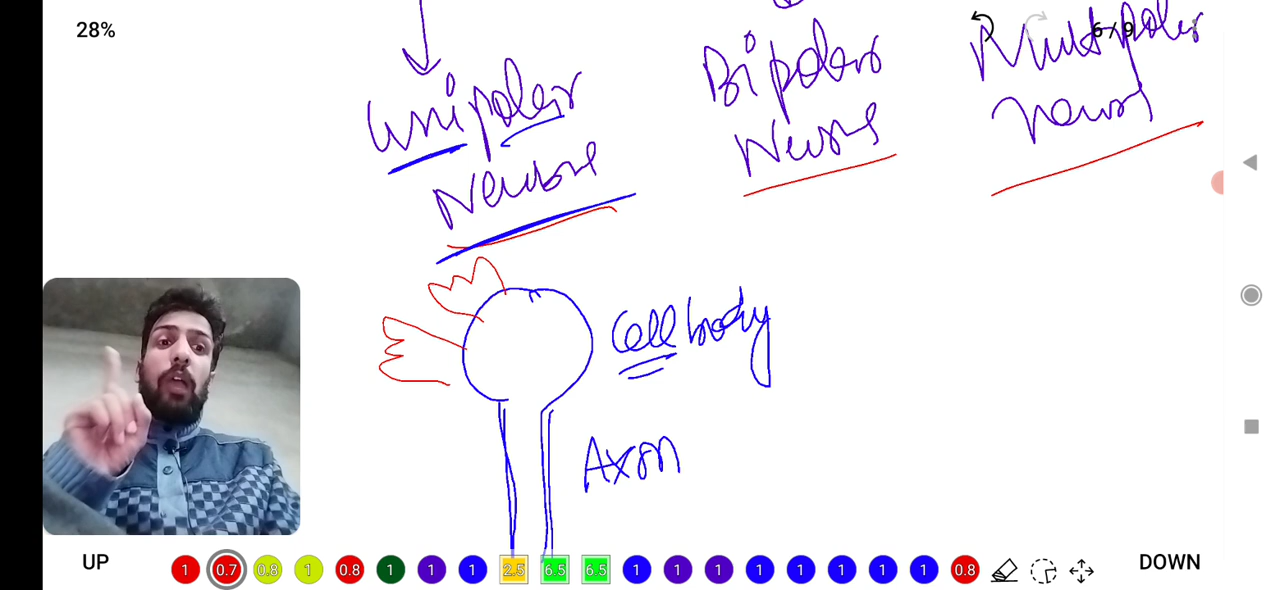 28%
6 / 9
Unipolar
Neurone
Bipolar
Neurone
Multipolar
neuron
Cell body
Axon
UP
1
0.7
0.8
1
0.8
1
1
1
2.5
6.5
6.5
1
1
1
1
1
1
1
1
0.8
DOWN